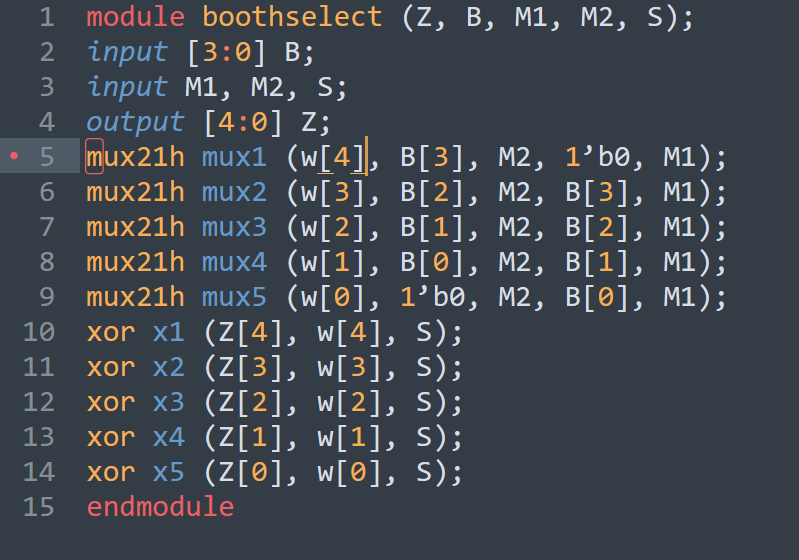 1 module boothselect (Z, B, M1, M2, S);
2 input [3:0] B;
3 input M1, M2, S;
4 output [4:0] Z;
5 mux21h mux1 (w[4], B[3], M2, 1’b0, M1);
6 mux21h mux2 (w[3], B[2], M2, B[3], M1);
7 mux21h mux3 (w[2], B[1], M2, B[2], M1);
8 mux21h mux4 (w[1], B[0], M2, B[1], M1);
9 mux21h mux5 (w[0], 1’b0, M2, B[0], M1);
10 xor x1 (Z[4], w[4], S);
11 xor x2 (Z[3], w[3], S);
12 xor x3 (Z[2], w[2], S);
13 xor x4 (Z[1], w[1], S);
14 xor x5 (Z[0], w[0], S);
15 endmodule